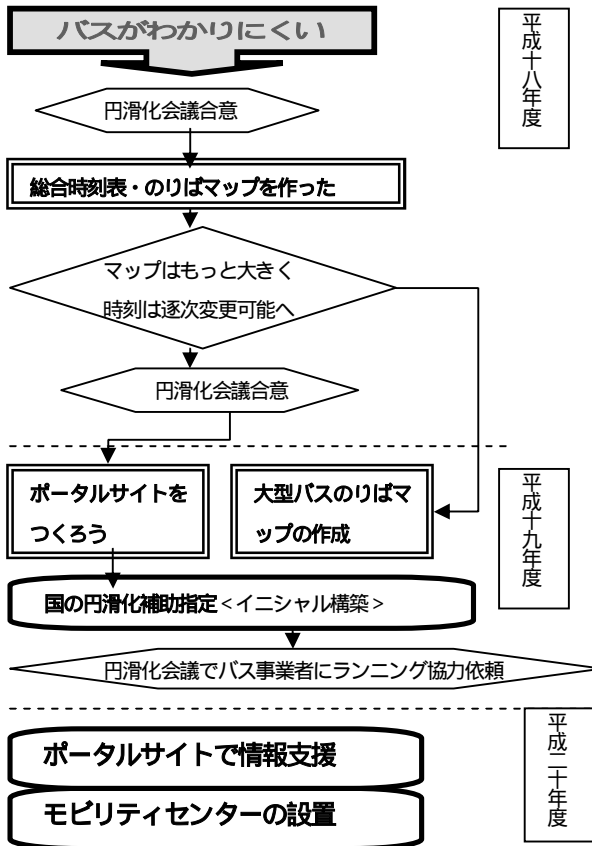 バスがわかりにくい
平成十八年度
円滑化会議合意
総合時刻表・のりばマップを作った
マップはもっと大きく
時刻は逐次変更可能へ
円滑化会議合意
ポータルサイトを
つくろう
大型バスのりばマ
ップの作成
平成十九年度
国の円滑化補助指定<イニシャル構築>
円滑化会議でバス事業者にランニング協力依頼
平成二十年度
ポータルサイトで情報支援
モビリティセンターの設置